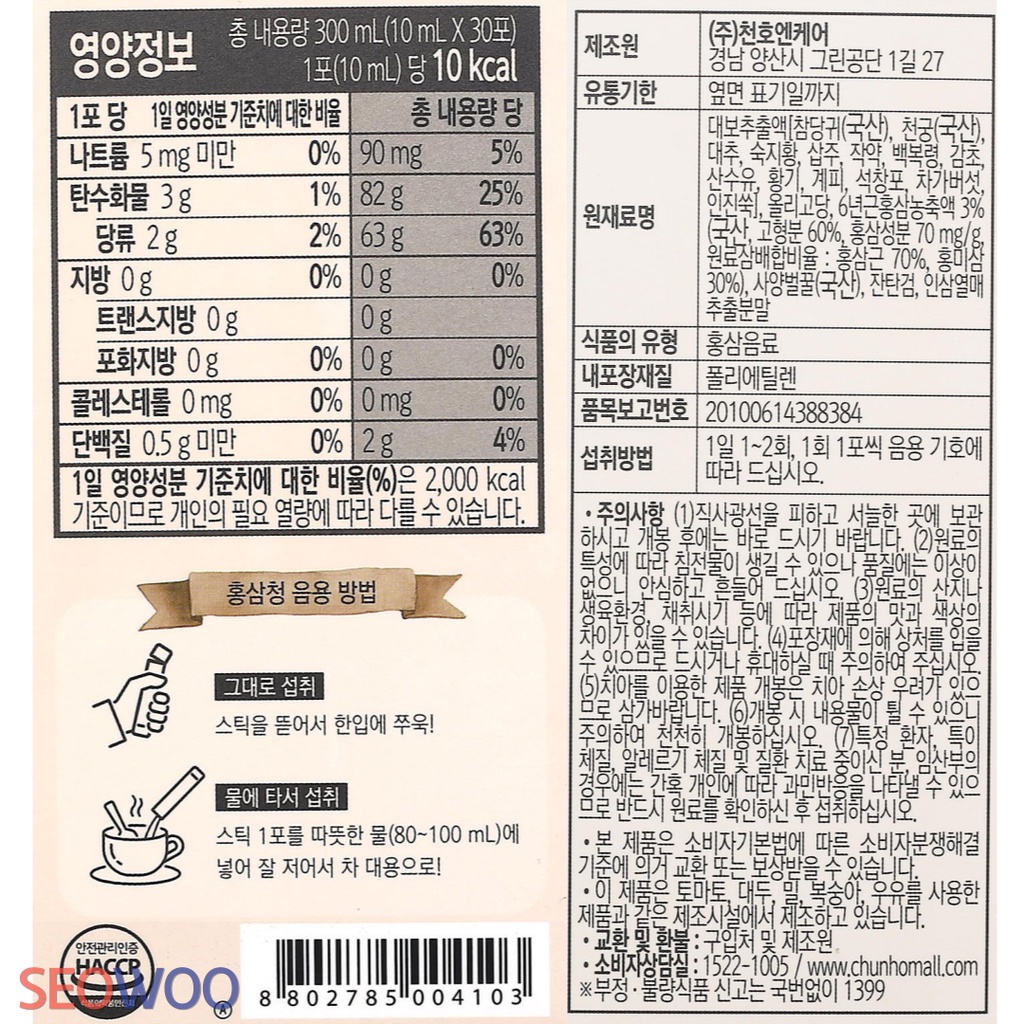 영양정보
총 내용량 300 mL(10 mL X 30포)
1포(10 mL) 당 10 kcal
1포 당 1일 영양성분 기준치에 대한 비율 총 내용량 당
나트륨 5 mg 미만 0% 90 mg 5%
탄수화물 3 g 1% 82 g 25%
당류 2 g 2% 63 g 63%
지방 0 g 0% 0 g 0%
트랜스지방 0 g 0 g
포화지방 0 g 0% 0 g 0%
콜레스테롤 0 mg 0% 0 mg 0%
단백질 0.5 g 미만 0% 2 g 4%
1일 영양성분 기준치에 대한 비율(%)은 2,000 kcal
기준이므로 개인의 필요 열량에 따라 다를 수 있습니다.
홍삼청 음용 방법
그대로 섭취
스틱을 뜯어서 한입에 쭈욱!
물에 타서 섭취
스틱 1포를 따뜻한 물(80~100 mL)에
넣어 잘 저어서 차 대용으로!
안전관리인증
HACCP
식품의약품안전처
SEOWOO
8 802785 004103
제조원
(주)천호엔케어
경남 양산시 그린공단 1길 27
유통기한 옆면 표기일까지
원재료명
대보추출액[참당귀(국산), 천궁(국산),
대추, 숙지황, 삽주, 작약, 백복령, 감초,
산수유, 황기, 계피, 석창포, 차가버섯,
인진쑥], 올리고당, 6년근홍삼농축액 3%
(국산, 고형분 60%, 홍삼성분 70 mg/g,
원료삼배합비율 : 홍삼근 70%, 홍미삼
30%), 사양벌꿀(국산), 잔탄검, 인삼열매
추출분말
식품의 유형 홍삼음료
내포장재질 폴리에틸렌
품목보고번호 20100614388384
섭취방법
1일 1~2회, 1회 1포씩 음용 기호에
따라 드십시오.
• 주의사항 (1)직사광선을 피하고 서늘한 곳에 보관
하시고 개봉 후에는 바로 드시기 바랍니다. (2)원료의
특성에 따라 침전물이 생길 수 있으나 품질에는 이상이
없으니 안심하고 흔들어 드십시오. (3)원료의 산지나
생육환경, 채취시기 등에 따라 제품의 맛과 색상의
차이가 있을 수 있습니다. (4)포장재에 의해 상처를 입을
수 있으므로 드시거나 휴대하실 때 주의하여 주십시오.
(5)치아를 이용한 제품 개봉은 치아 손상 우려가 있으
므로 삼가바랍니다. (6)개봉 시 내용물이 튈 수 있으니
주의하여 천천히 개봉하십시오. (7)특정 환자, 특이
체질, 알레르기 체질 및 질환 치료 중이신 분, 임산부의
경우에는 간혹 개인에 따라 과민반응을 나타낼 수 있으
므로 반드시 원료를 확인하신 후 섭취하십시오.
• 본 제품은 소비자기본법에 따른 소비자분쟁해결
기준에 의거 교환 또는 보상받을 수 있습니다.
• 이 제품은 토마토, 대두, 밀, 복숭아, 우유를 사용한
제품과 같은 제조시설에서 제조하고 있습니다.
• 교환 및 환불 : 구입처 및 제조원
• 소비자상담실 : 1522-1005 / www.chunhomall.com
※부정·불량식품 신고는 국번없이 1399